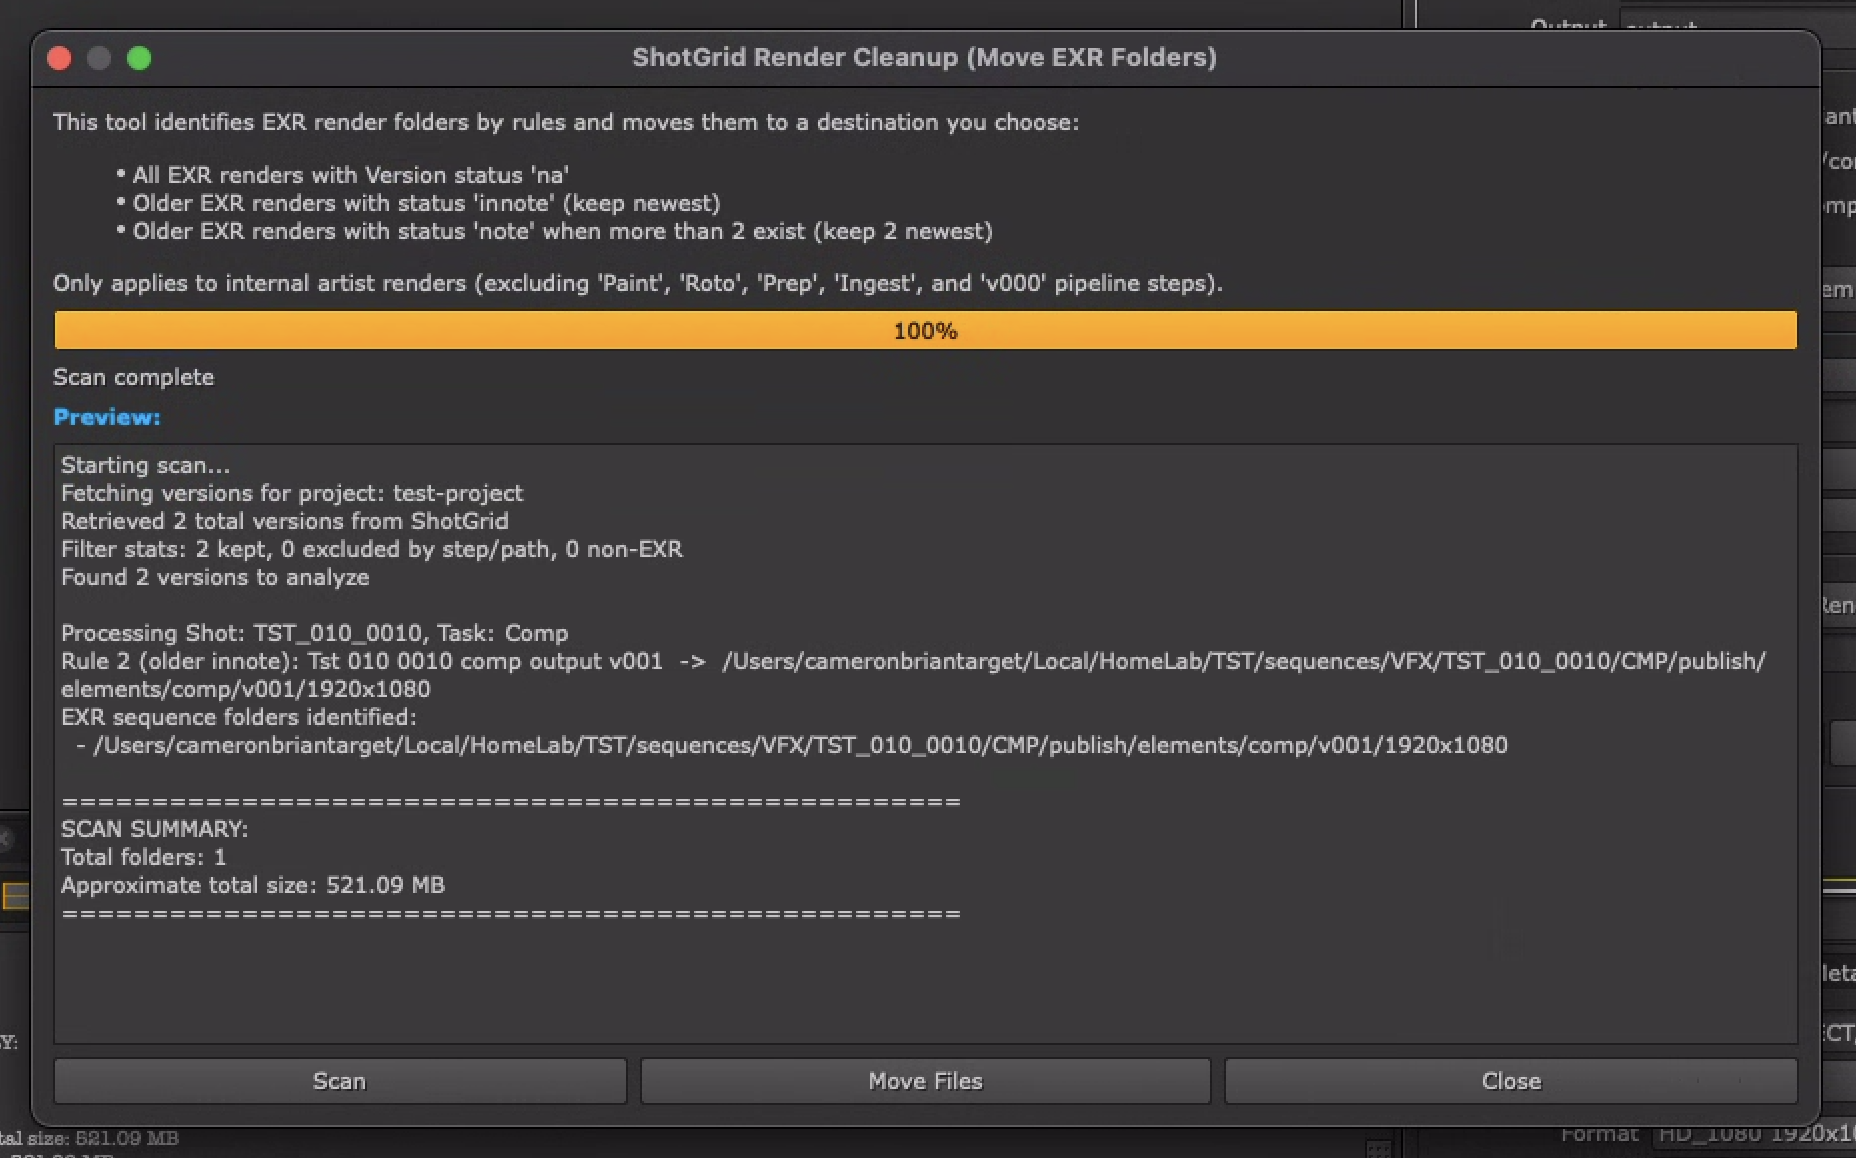 Output
ShotGrid Render Cleanup (Move EXR Folders)
This tool identifies EXR render folders by rules and moves them to a destination you choose:
• All EXR renders with Version status 'na'
• Older EXR renders with status 'innote' (keep newest)
• Older EXR renders with status 'note' when more than 2 exist (keep 2 newest)
Only applies to internal artist renders (excluding 'Paint', 'Roto', 'Prep', 'Ingest', and 'v000' pipeline steps).
100%
Scan complete
Preview:
Starting scan...
Fetching versions for project: test-project
Retrieved 2 total versions from ShotGrid
Filter stats: 2 kept, 0 excluded by step/path, 0 non-EXR
Found 2 versions to analyze
Processing Shot: TST_010_0010, Task: Comp
Rule 2 (older innote): Tst 010 0010 comp output v001 -> /Users/cameronbriantarget/Local/HomeLab/TST/sequences/VFX/TST_010_0010/CMP/publish/
elements/comp/v001/1920x1080
EXR sequence folders identified:
- /Users/cameronbriantarget/Local/HomeLab/TST/sequences/VFX/TST_010_0010/CMP/publish/elements/comp/v001/1920x1080
==================================================
SCAN SUMMARY:
Total folders: 1
Approximate total size: 521.09 MB
==================================================
Scan
Move Files
Close
size: 521.09 MB
Format HD_1080